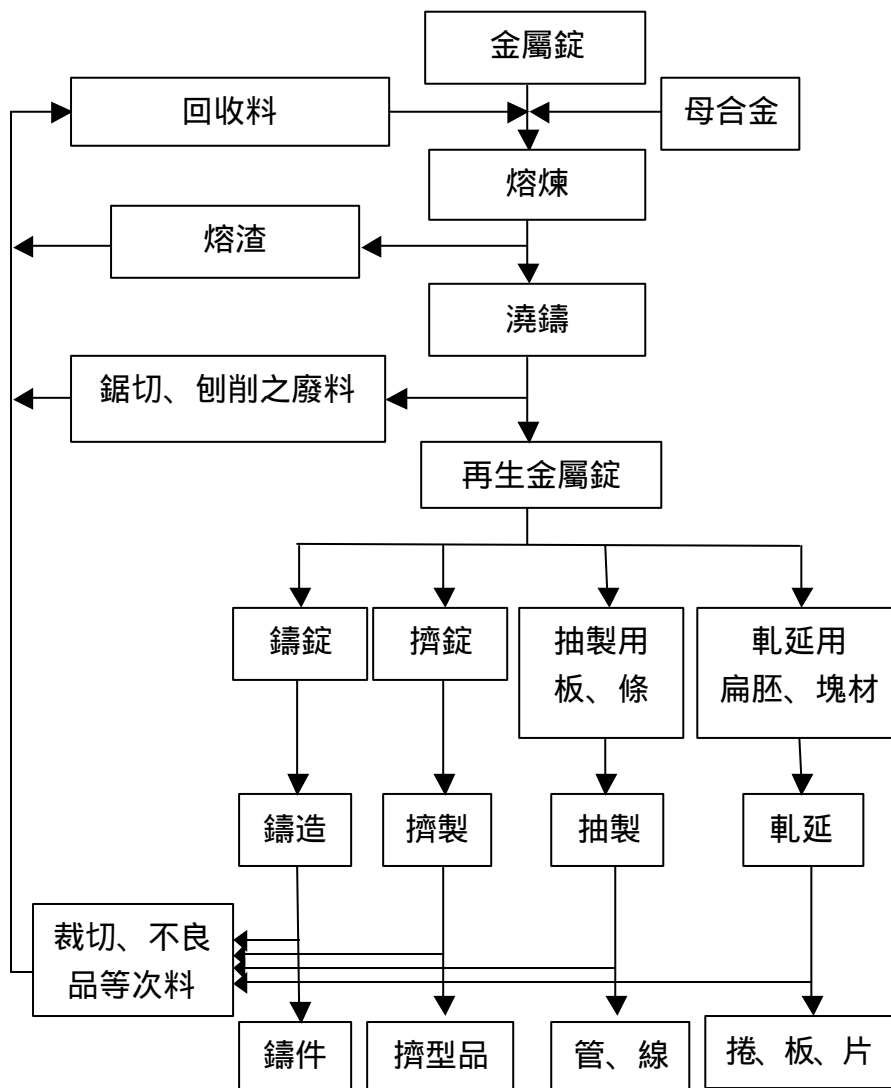 金屬錠
回收料
母合金
熔煉
熔渣
澆鑄
鋸切、刨削之廢料
再生金屬錠
鑄錠
擠錠
抽製用
板、條
軋延用
扁胚、塊材
鑄造
擠製
抽製
軋延
裁切、不良
品等次料
鑄件
擠型品
管、線
捲、板、片